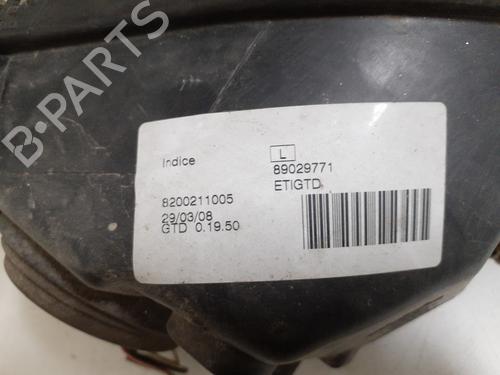 B-Parts
Indice L
89029771
ETIGTD
8200211005
29/03/08
GTD 0.19.50